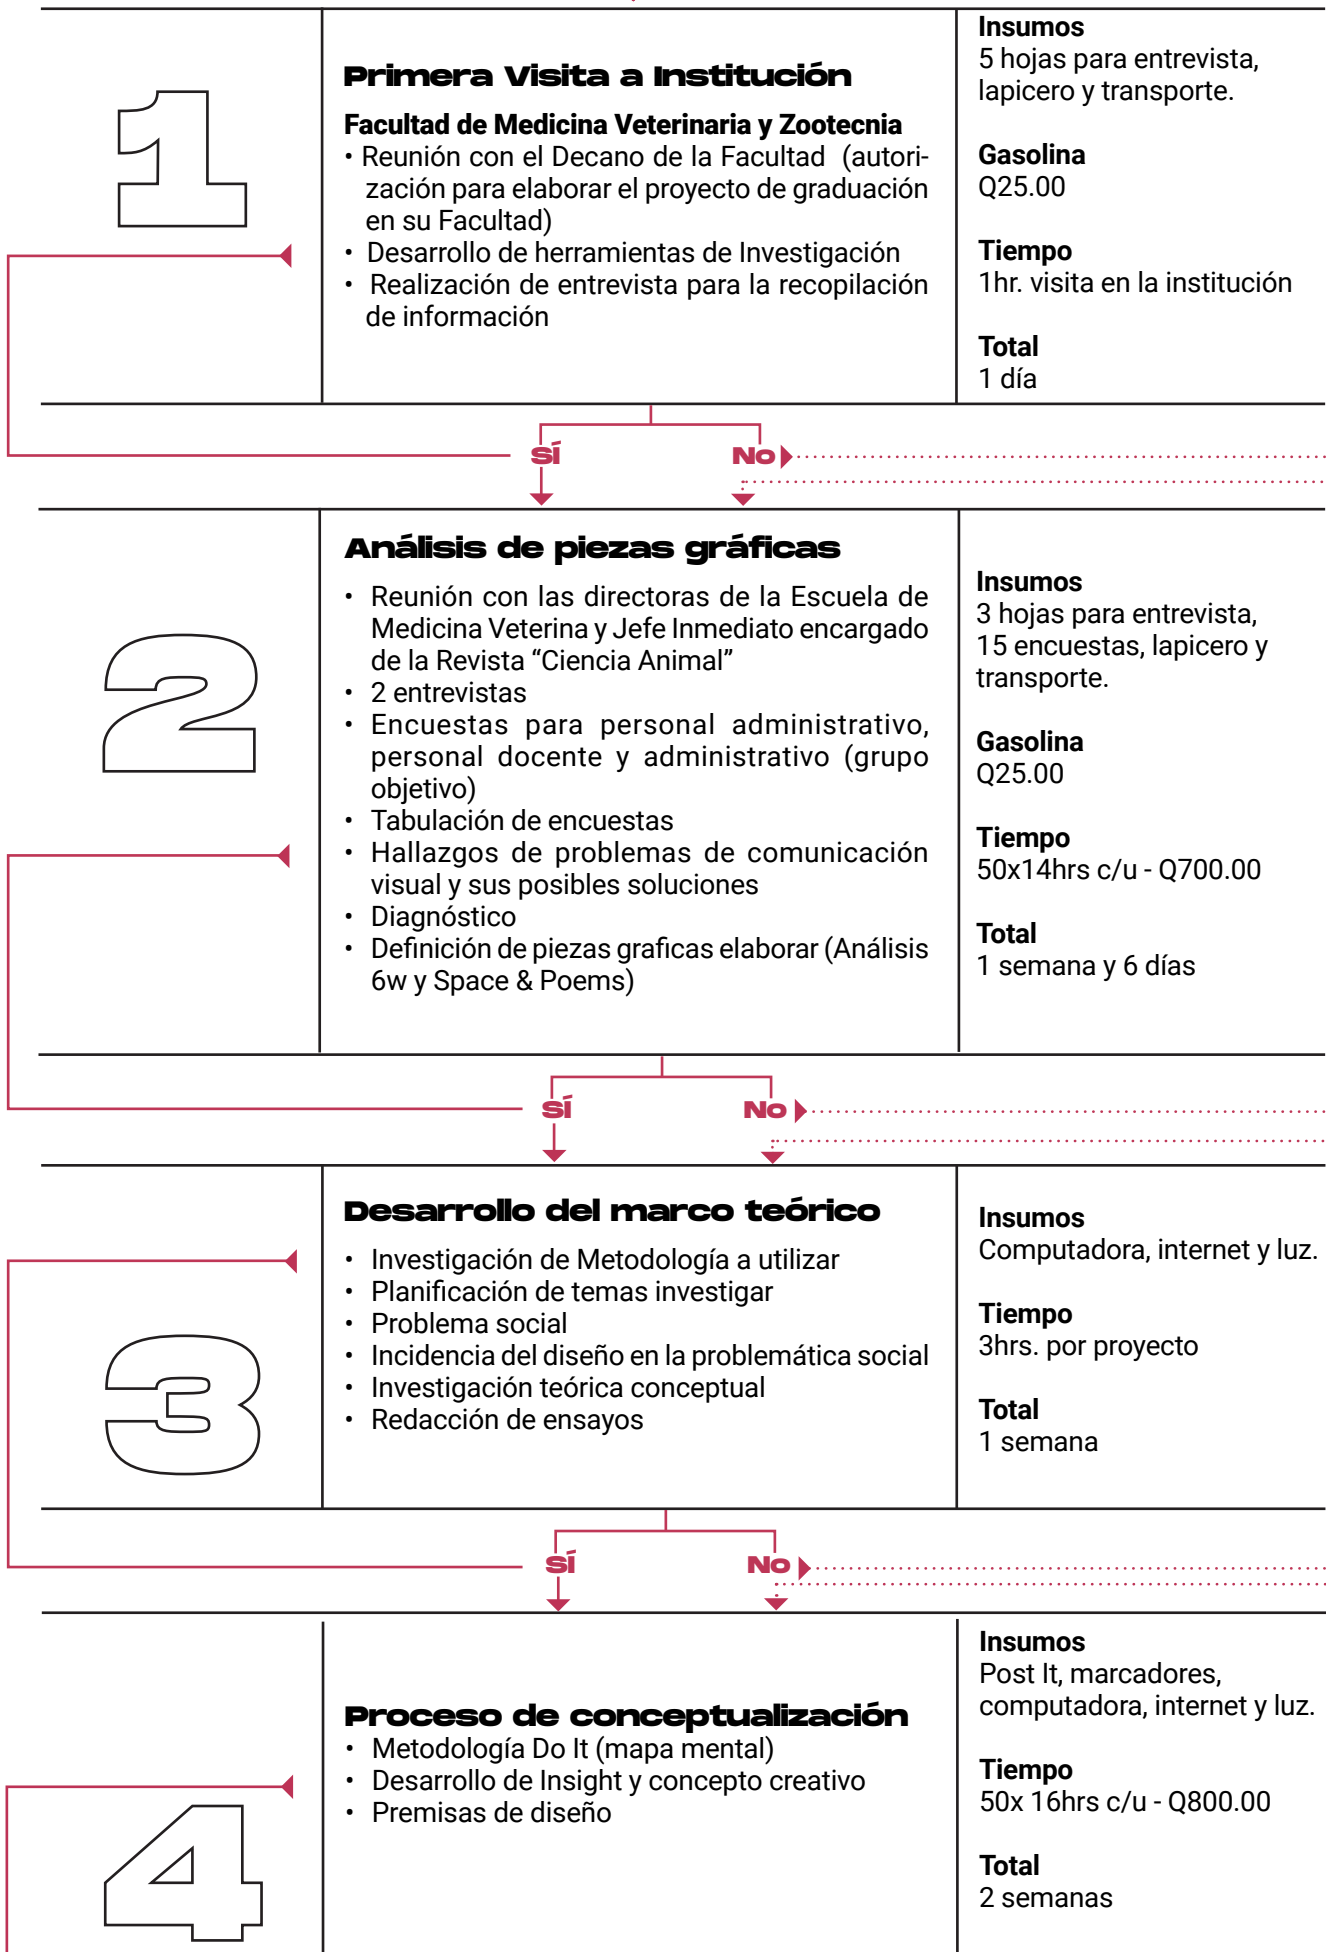 1
Primera Visita a Institución
Facultad de Medicina Veterinaria y Zootecnia
• Reunión con el Decano de la Facultad (autori-
zación para elaborar el proyecto de graduación
en su Facultad)
• Desarrollo de herramientas de Investigación
• Realización de entrevista para la recopilación
de información
Insumos
5 hojas para entrevista,
lapicero y transporte.
Gasolina
Q25.00
Tiempo
1hr. visita en la institución
Total
1 día
Sí
No
2
Análisis de piezas gráficas
• Reunión con las directoras de la Escuela de
Medicina Veterina y Jefe Inmediato encargado
de la Revista “Ciencia Animal”
• 2 entrevistas
• Encuestas para personal administrativo,
personal docente y administrativo (grupo
objetivo)
• Tabulación de encuestas
• Hallazgos de problemas de comunicación
visual y sus posibles soluciones
• Diagnóstico
• Definición de piezas graficas elaborar (Análisis
6w y Space & Poems)
Insumos
3 hojas para entrevista,
15 encuestas, lapicero y
transporte.
Gasolina
Q25.00
Tiempo
50x14hrs c/u - Q700.00
Total
1 semana y 6 días
Sí
No
3
Desarrollo del marco teórico
• Investigación de Metodología a utilizar
• Planificación de temas investigar
• Problema social
• Incidencia del diseño en la problemática social
• Investigación teórica conceptual
• Redacción de ensayos
Insumos
Computadora, internet y luz.
Tiempo
3hrs. por proyecto
Total
1 semana
Sí
No
4
Proceso de conceptualización
• Metodología Do It (mapa mental)
• Desarrollo de Insight y concepto creativo
• Premisas de diseño
Insumos
Post It, marcadores,
computadora, internet y luz.
Tiempo
50x 16hrs c/u - Q800.00
Total
2 semanas